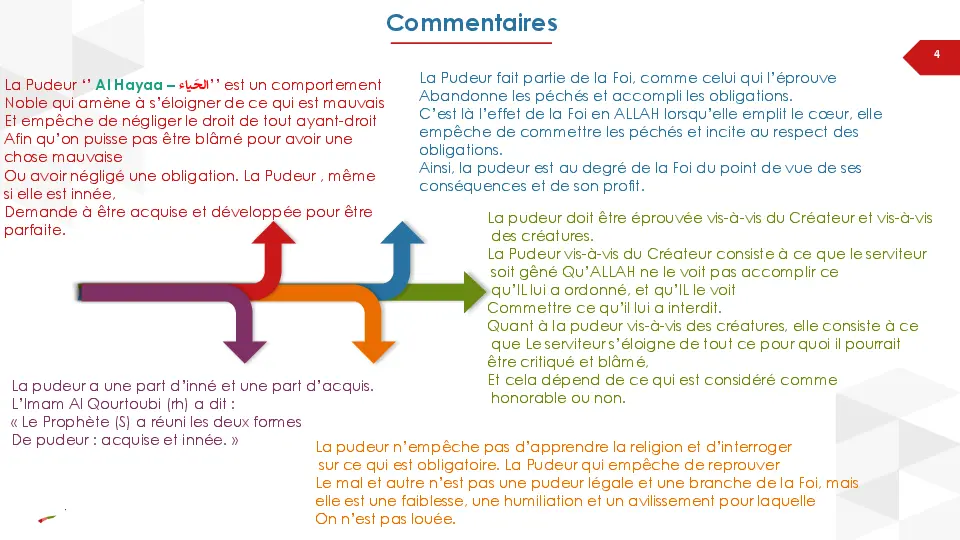 Commentaires
4
La Pudeur ‘’ Al Hayaa – الحَياء’’ est un comportement
Noble qui amène à s’éloigner de ce qui est mauvais
Et empêche de négliger le droit de tout ayant-droit
Afin qu’on puisse pas être blâmé pour avoir une
chose mauvaise
Ou avoir négligé une obligation. La Pudeur , même
si elle est innée,
Demande à être acquise et développée pour être
parfaite.
La Pudeur fait partie de la Foi, comme celui qui l’éprouve
Abandonne les péchés et accompli les obligations.
C’est là l’effet de la Foi en ALLAH lorsqu’elle emplit le cœur, elle
empêche de commettre les péchés et incite au respect des
obligations.
Ainsi, la pudeur est au degré de la Foi du point de vue de ses
conséquences et de son profit.
La pudeur doit être éprouvée vis-à-vis du Créateur et vis-à-vis
des créatures.
La Pudeur vis-à-vis du Créateur consiste à ce que le serviteur
soit gêné Qu’ALLAH ne le voit pas accomplir ce
qu’IL lui a ordonné, et qu’IL le voit
Commettre ce qu’il lui a interdit.
Quant à la pudeur vis-à-vis des créatures, elle consiste à ce
que Le serviteur s’éloigne de tout ce pour quoi il pourrait
être critiqué et blâmé,
Et cela dépend de ce qui est considéré comme
honorable ou non.
La pudeur a une part d’inné et une part d’acquis.
L’Imam Al Qourtoubi (rh) a dit :
« Le Prophète (S) a réuni les deux formes
De pudeur : acquise et innée. »
La pudeur n’empêche pas d’apprendre la religion et d’interroger
sur ce qui est obligatoire. La Pudeur qui empêche de reprouver
Le mal et autre n’est pas une pudeur légale et une branche de la Foi, mais
elle est une faiblesse, une humiliation et un avilissement pour laquelle
On n’est pas louée.